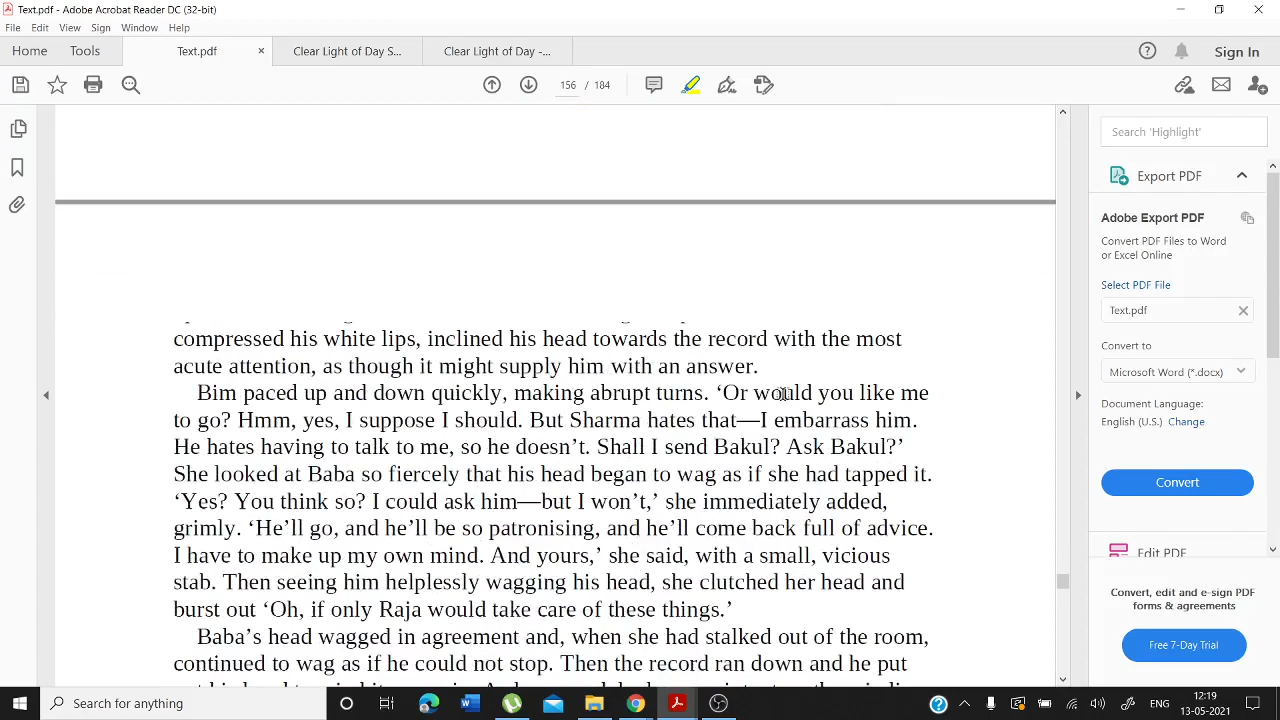 Text.pdf - Adobe Acrobat Reader DC (32-bit)
File Edit View Sign Window Help
Home Tools Text.pdf × Clear Light of Day S... Clear Light of Day -... Sign In
156 / 184
Search 'Highlight'
Export PDF
Adobe Export PDF
Convert PDF Files to Word
or Excel Online
Select PDF File
Text.pdf
Convert to
Microsoft Word (*.docx)
Document Language:
English (U.S.) Change
Convert
Edit PDF
Convert, edit and e-sign PDF
forms & agreements
Free 7-Day Trial
compressed his white lips, inclined his head towards the record with the most
acute attention, as though it might supply him with an answer.
Bim paced up and down quickly, making abrupt turns. ‘Or would you like me
to go? Hmm, yes, I suppose I should. But Sharma hates that—I embarrass him.
He hates having to talk to me, so he doesn’t. Shall I send Bakul? Ask Bakul?’
She looked at Baba so fiercely that his head began to wag as if she had tapped it.
‘Yes? You think so? I could ask him—but I won’t,’ she immediately added,
grimly. ‘He’ll go, and he’ll be so patronising, and he’ll come back full of advice.
I have to make up my own mind. And yours,’ she said, with a small, vicious
stab. Then seeing him helplessly wagging his head, she clutched her head and
burst out ‘Oh, if only Raja would take care of these things.’
Baba’s head wagged in agreement and, when she had stalked out of the room,
continued to wag as if he could not stop. Then the record ran down and he put
Search for anything
ENG
12:19
13-05-2021